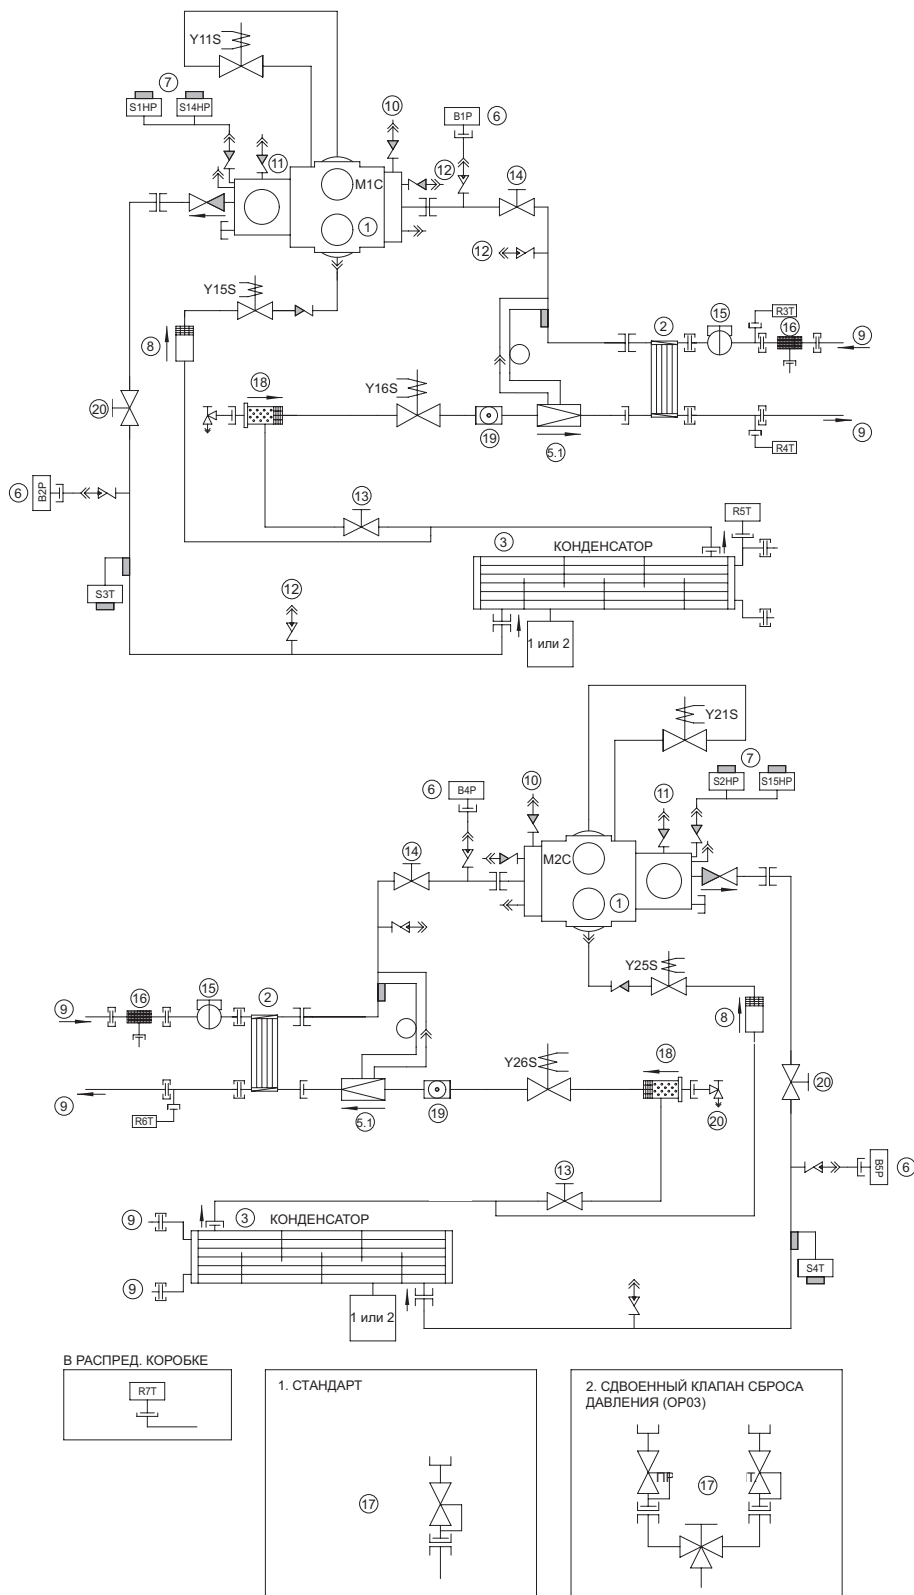 Y11S
7
S1HP S14HP
10
B1P 6
11
M1C
12
14
1
12
Y15S
15
R3T
2
16
9
8
18
Y16S
20
19
5.1
R4T
9
6 B2P
13
R5T
3 КОНДЕНСАТОР
S3T
12
1 или 2
Y21S
7
S2HP S15HP
6 B4P
10
11
14
M2C
1
Y25S
9
16
15
2
8
Y26S
18
20
9
R6T
5.1
19
20
B5P 6
13
9
3 КОНДЕНСАТОР
9
S4T
1 или 2
В РАСПРЕД. КОРОБКЕ
R7T
1. СТАНДАРТ
17
2. СДВОЕННЫЙ КЛАПАН СБРОСА
ДАВЛЕНИЯ (OP03)
17